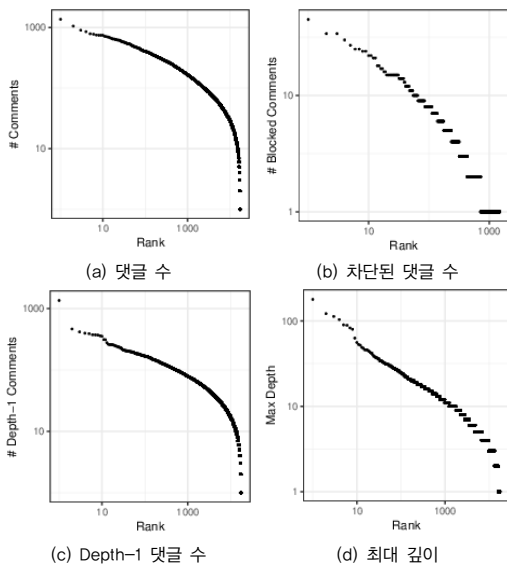 1000
10
# Comments
10
1000
Rank
(a) 댓글 수
10
1
# Blocked Comments
10
1000
Rank
(b) 차단된 댓글 수
1000
10
# Depth-1 Comments
10
1000
Rank
(c) Depth-1 댓글 수
100
10
1
Max Depth
10
1000
Rank
(d) 최대 깊이